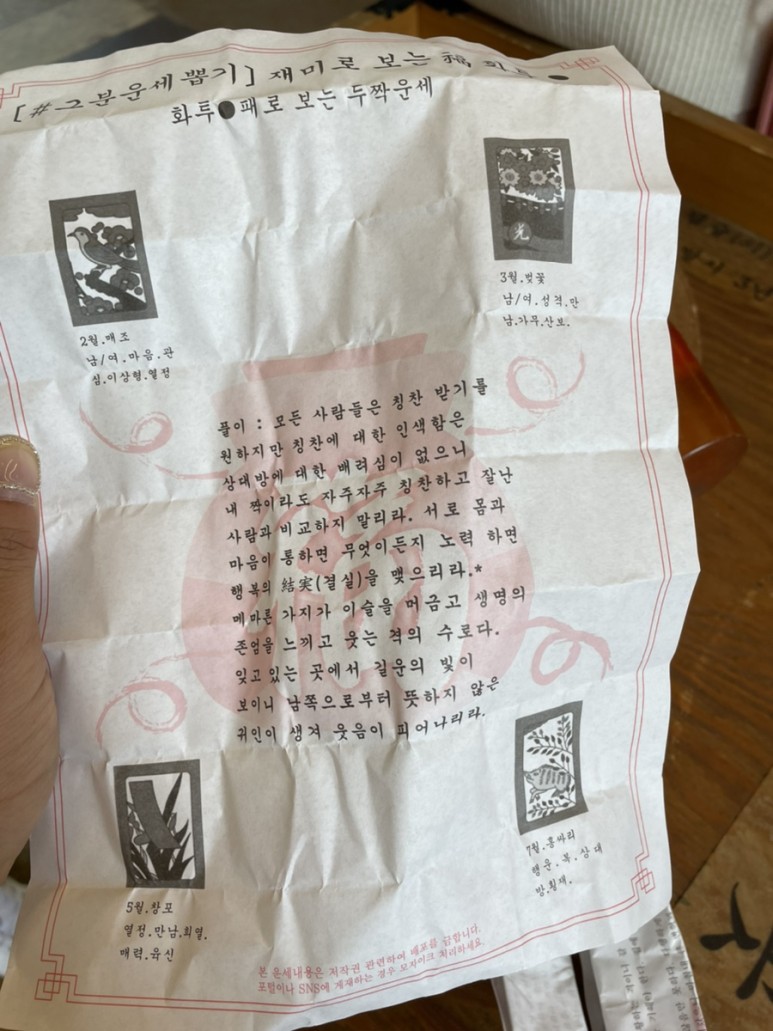 [#그분운세뽑기] 재미로 보는 福
화투 패로 보는 두짝운세
2월.매조
남/여.마음.관
심.이상형.열정
3월.벚꽃
남/여.성격.만
남.가무.산보.
풀이 : 모든 사람들은 칭찬 받기를
원하지만 칭찬에 대한 인색함은
상대방에 대한 배려심이 없으니
내 짝이라도 자주자주 칭찬하고 잘난
사람과 비교하지 말리라. 서로 몸과
마음이 통하면 무엇이든지 노력 하면
행복의 結実(결실)을 맺으리라.*
메마른 가지가 이슬을 머금고 생명의
존엄을 느끼고 웃는 격의 수로다.
잊고 있는 곳에서 길운의 빛이
보이니 남쪽으로부터 뜻하지 않은
귀인이 생겨 웃음이 피어나리라.
5월.창포
열정.만남.희열.
매력.육신
7월.홍싸리
행운.복.상대
방.횡재.
본 운세내용은 저작권 관련하여 배포를 금합니다.
포털이나 SNS에 게재하는 경우 모자이크 처리하세요.
光